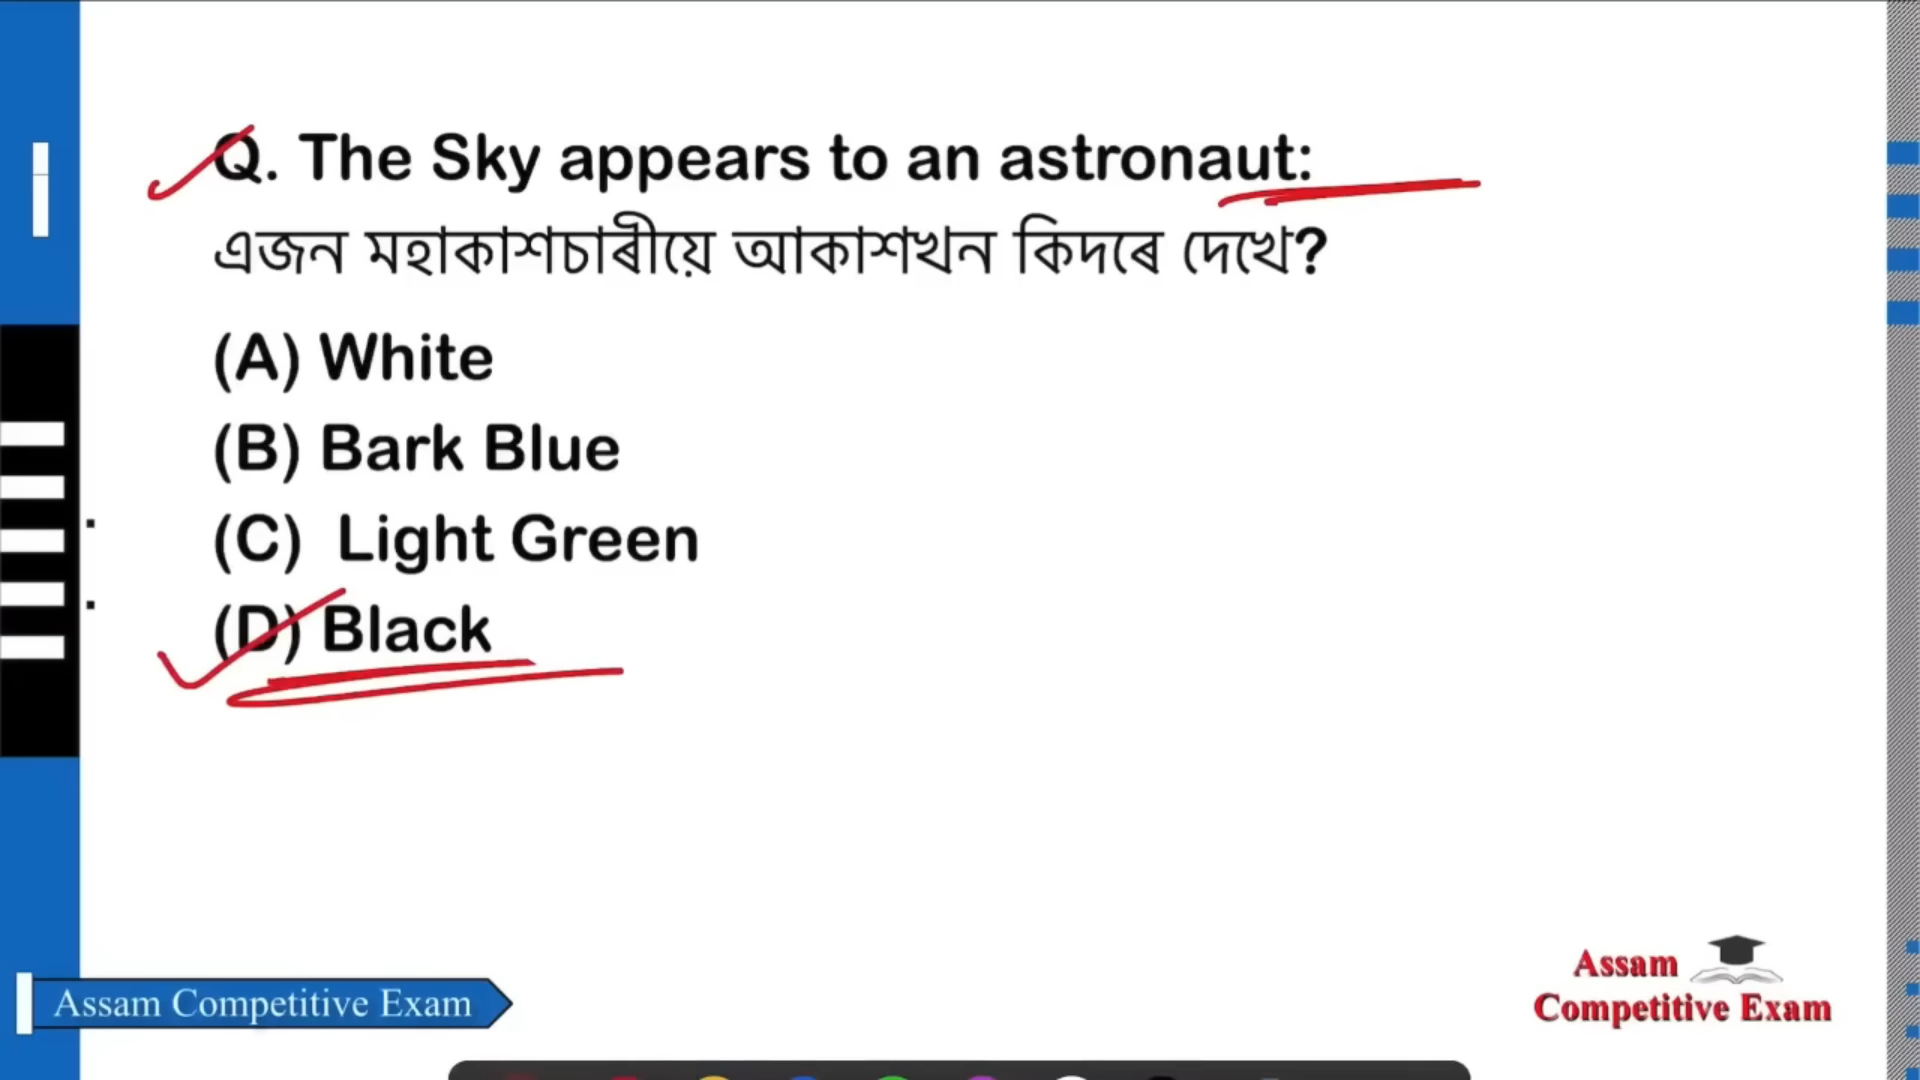 Q. The Sky appears to an astronaut:
এজন মহাকাশচাৰীয়ে আকাশখন কিদৰে দেখে?
(A) White
(B) Bark Blue
(C) Light Green
(D) Black
Assam Competitive Exam
Assam
Competitive Exam